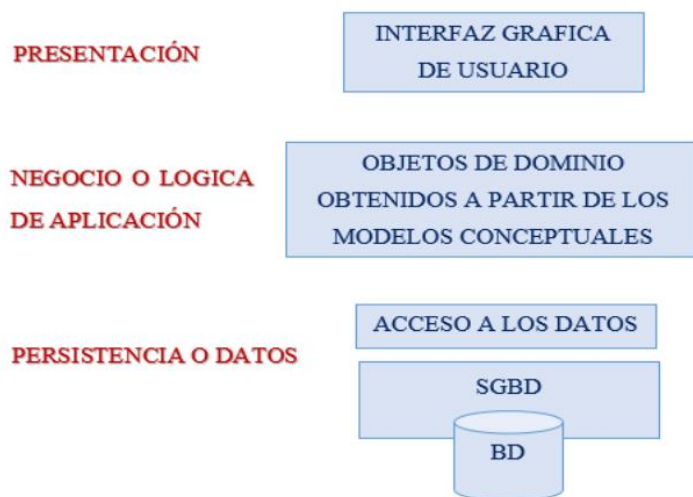 PRESENTACIÓN
INTERFAZ GRAFICA
DE USUARIO
NEGOCIO O LOGICA
DE APLICACIÓN
OBJETOS DE DOMINIO
OBTENIDOS A PARTIR DE LOS
MODELOS CONCEPTUALES
PERSISTENCIA O DATOS
ACCESO A LOS DATOS
SGBD
BD